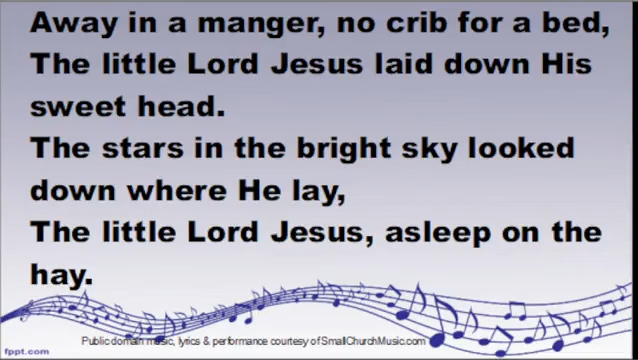 Away in a manger, no crib for a bed,
The little Lord Jesus laid down His
sweet head.
The stars in the bright sky looked
down where He lay,
The little Lord Jesus, asleep on the
hay.
Public domain music, lyrics & performance courtesy of SmallChurchMusic.com
fppt.com